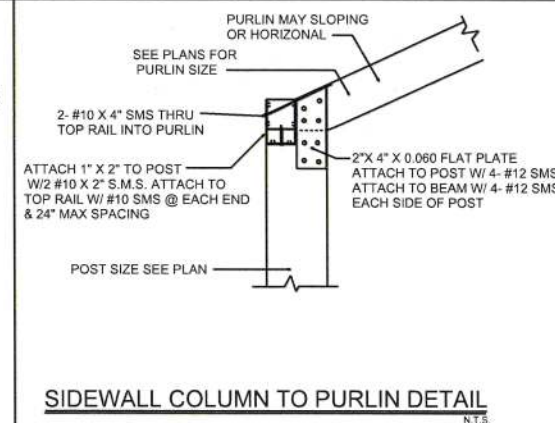 PURLIN MAY SLOPING
OR HORIZONAL
SEE PLANS FOR
PURLIN SIZE
2- #10 X 4" SMS THRU
TOP RAIL INTO PURLIN
ATTACH 1" X 2" TO POST
W/2 #10 X 2" S.M.S. ATTACH TO
TOP RAIL W/ #10 SMS @ EACH END
& 24" MAX SPACING
2"X 4" X 0.060 FLAT PLATE
ATTACH TO POST W/ 4- #12 SMS
ATTACH TO BEAM W/ 4- #12 SMS
EACH SIDE OF POST
POST SIZE SEE PLAN
SIDEWALL COLUMN TO PURLIN DETAIL
N.T.S.